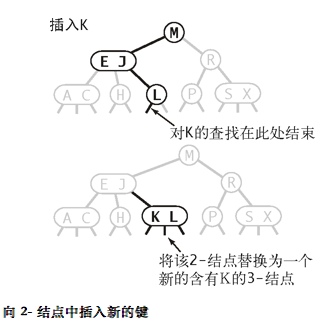 插入K
M
E J
R
A C
H
L
P
S X
对K的查找在此处结束
M
E J
R
A C
H
K L
P
S X
将该2-结点替换为一个
新的含有K的3-结点
向 2- 结点中插入新的键